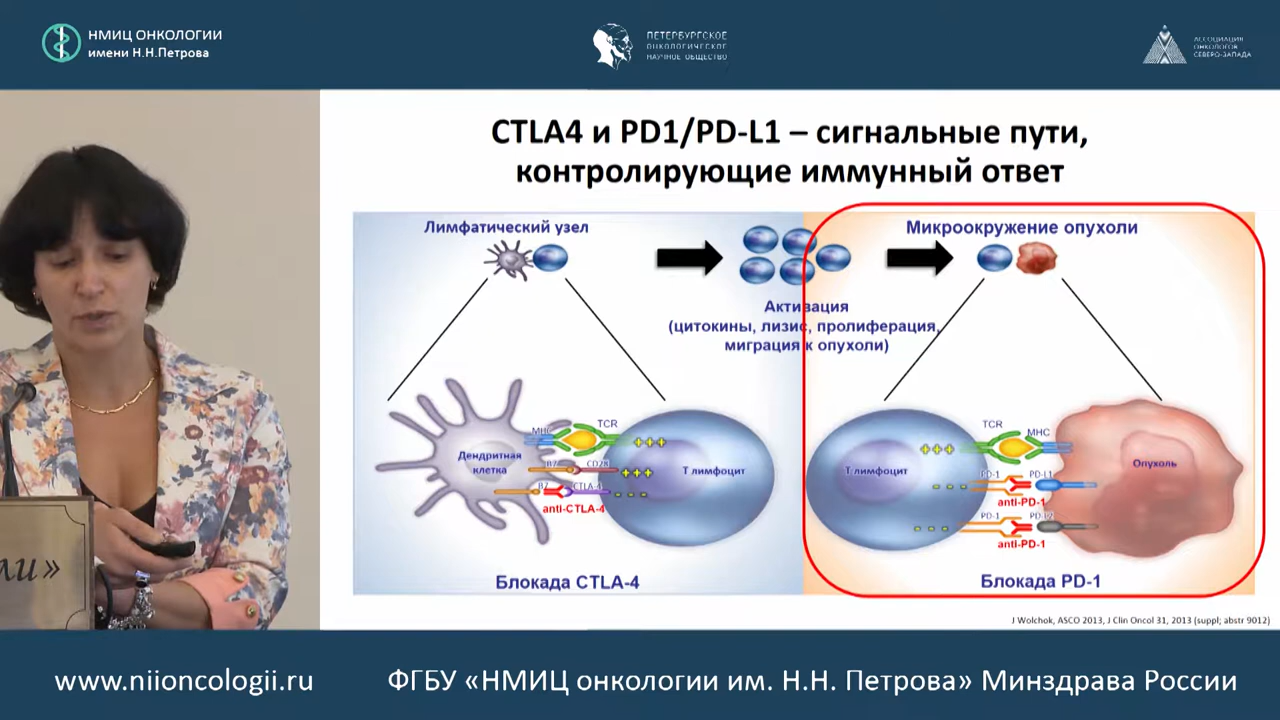 НМИЦ ОНКОЛОГИИ
имени Н.Н.Петрова
ПЕТЕРБУРГСКОЕ
ОНКОЛОГИЧЕСКОЕ
НАУЧНОЕ ОБЩЕСТВО
АССОЦИАЦИЯ
ОНКОЛОГОВ
СЕВЕРО-ЗАПАДА
CTLA4 и PD1/PD-L1 – сигнальные пути,
контролирующие иммунный ответ
Лимфатический узел
Микроокружение опухоли
Активация
(цитокины, лизис, пролиферация,
миграция к опухоли)
MHC
TCR
Дендритная
клетка
B7
CD28
Т лимфоцит
+++
+++
B7
CTLA-4
- - -
anti-CTLA-4
Блокада CTLA-4
TCR
MHC
+++
Т лимфоцит
Опухоль
PD-1
PD-L1
- - -
anti-PD-1
PD-1
PD-L2
- - -
anti-PD-1
Блокада PD-1
J Wolchok, ASCO 2013, J Clin Oncol 31, 2013 (suppl; abstr 9012)
ли»
www.niioncologii.ru
ФГБУ «НМИЦ онкологии им. Н.Н. Петрова» Минздрава России